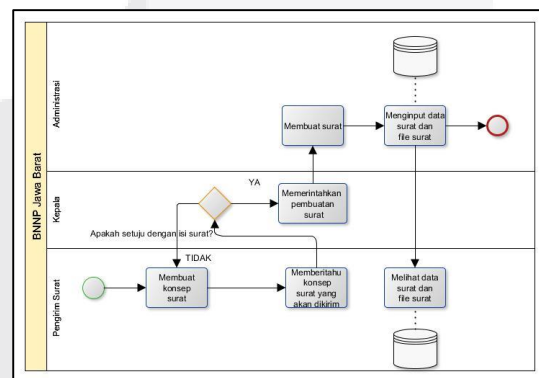 BNNP Jawa Barat
Administrasi
Membuat surat
Menginput data
surat dan
file surat
Kepala
YA
Memerintahkan
pembuatan
surat
Apakah setuju dengan isi surat?
TIDAK
Pengirim Surat
Membuat
konsep
surat
Memberitahu
konsep
surat yang
akan dikirim
Melihat data
surat dan
file surat